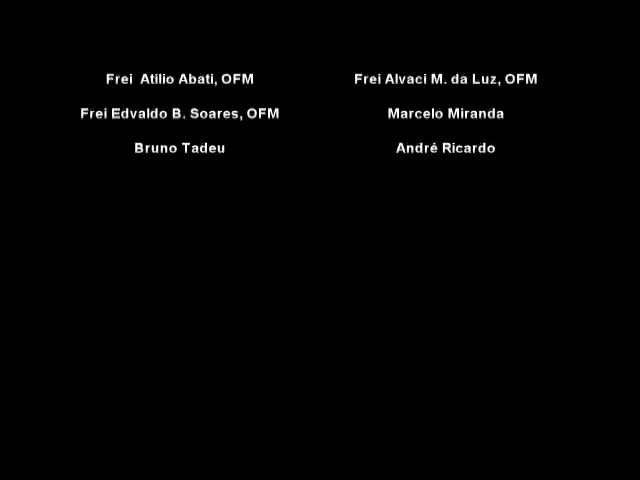 Frei Atílio Abati, OFM
Frei Alvaci M. da Luz, OFM
Frei Edvaldo B. Soares, OFM
Marcelo Miranda
Bruno Tadeu
André Ricardo